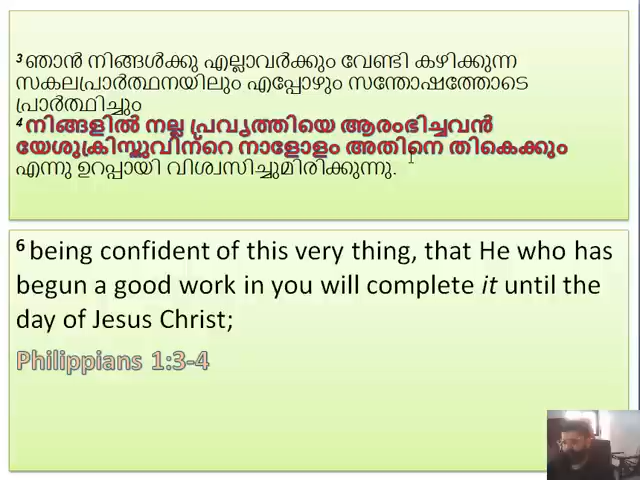 3 ഞാൻ നിങ്ങൾക്കു എല്ലാവർക്കും വേണ്ടി കഴിക്കുന്ന
സകലപ്രാർത്ഥനയിലും എപ്പോഴും സന്തോഷത്തോടെ
പ്രാർത്ഥിച്ചും
4 നിങ്ങളിൽ നല്ല പ്രവൃത്തിയെ ആരംഭിച്ചവൻ
യേശുക്രിസ്തുവിന്റെ നാളോളം അതിനെ തികെക്കും
എന്നു ഉറപ്പായി വിശ്വസിച്ചുമിരിക്കുന്നു.
6 being confident of this very thing, that He who has
begun a good work in you will complete it until the
day of Jesus Christ;
Philippians 1:3-4